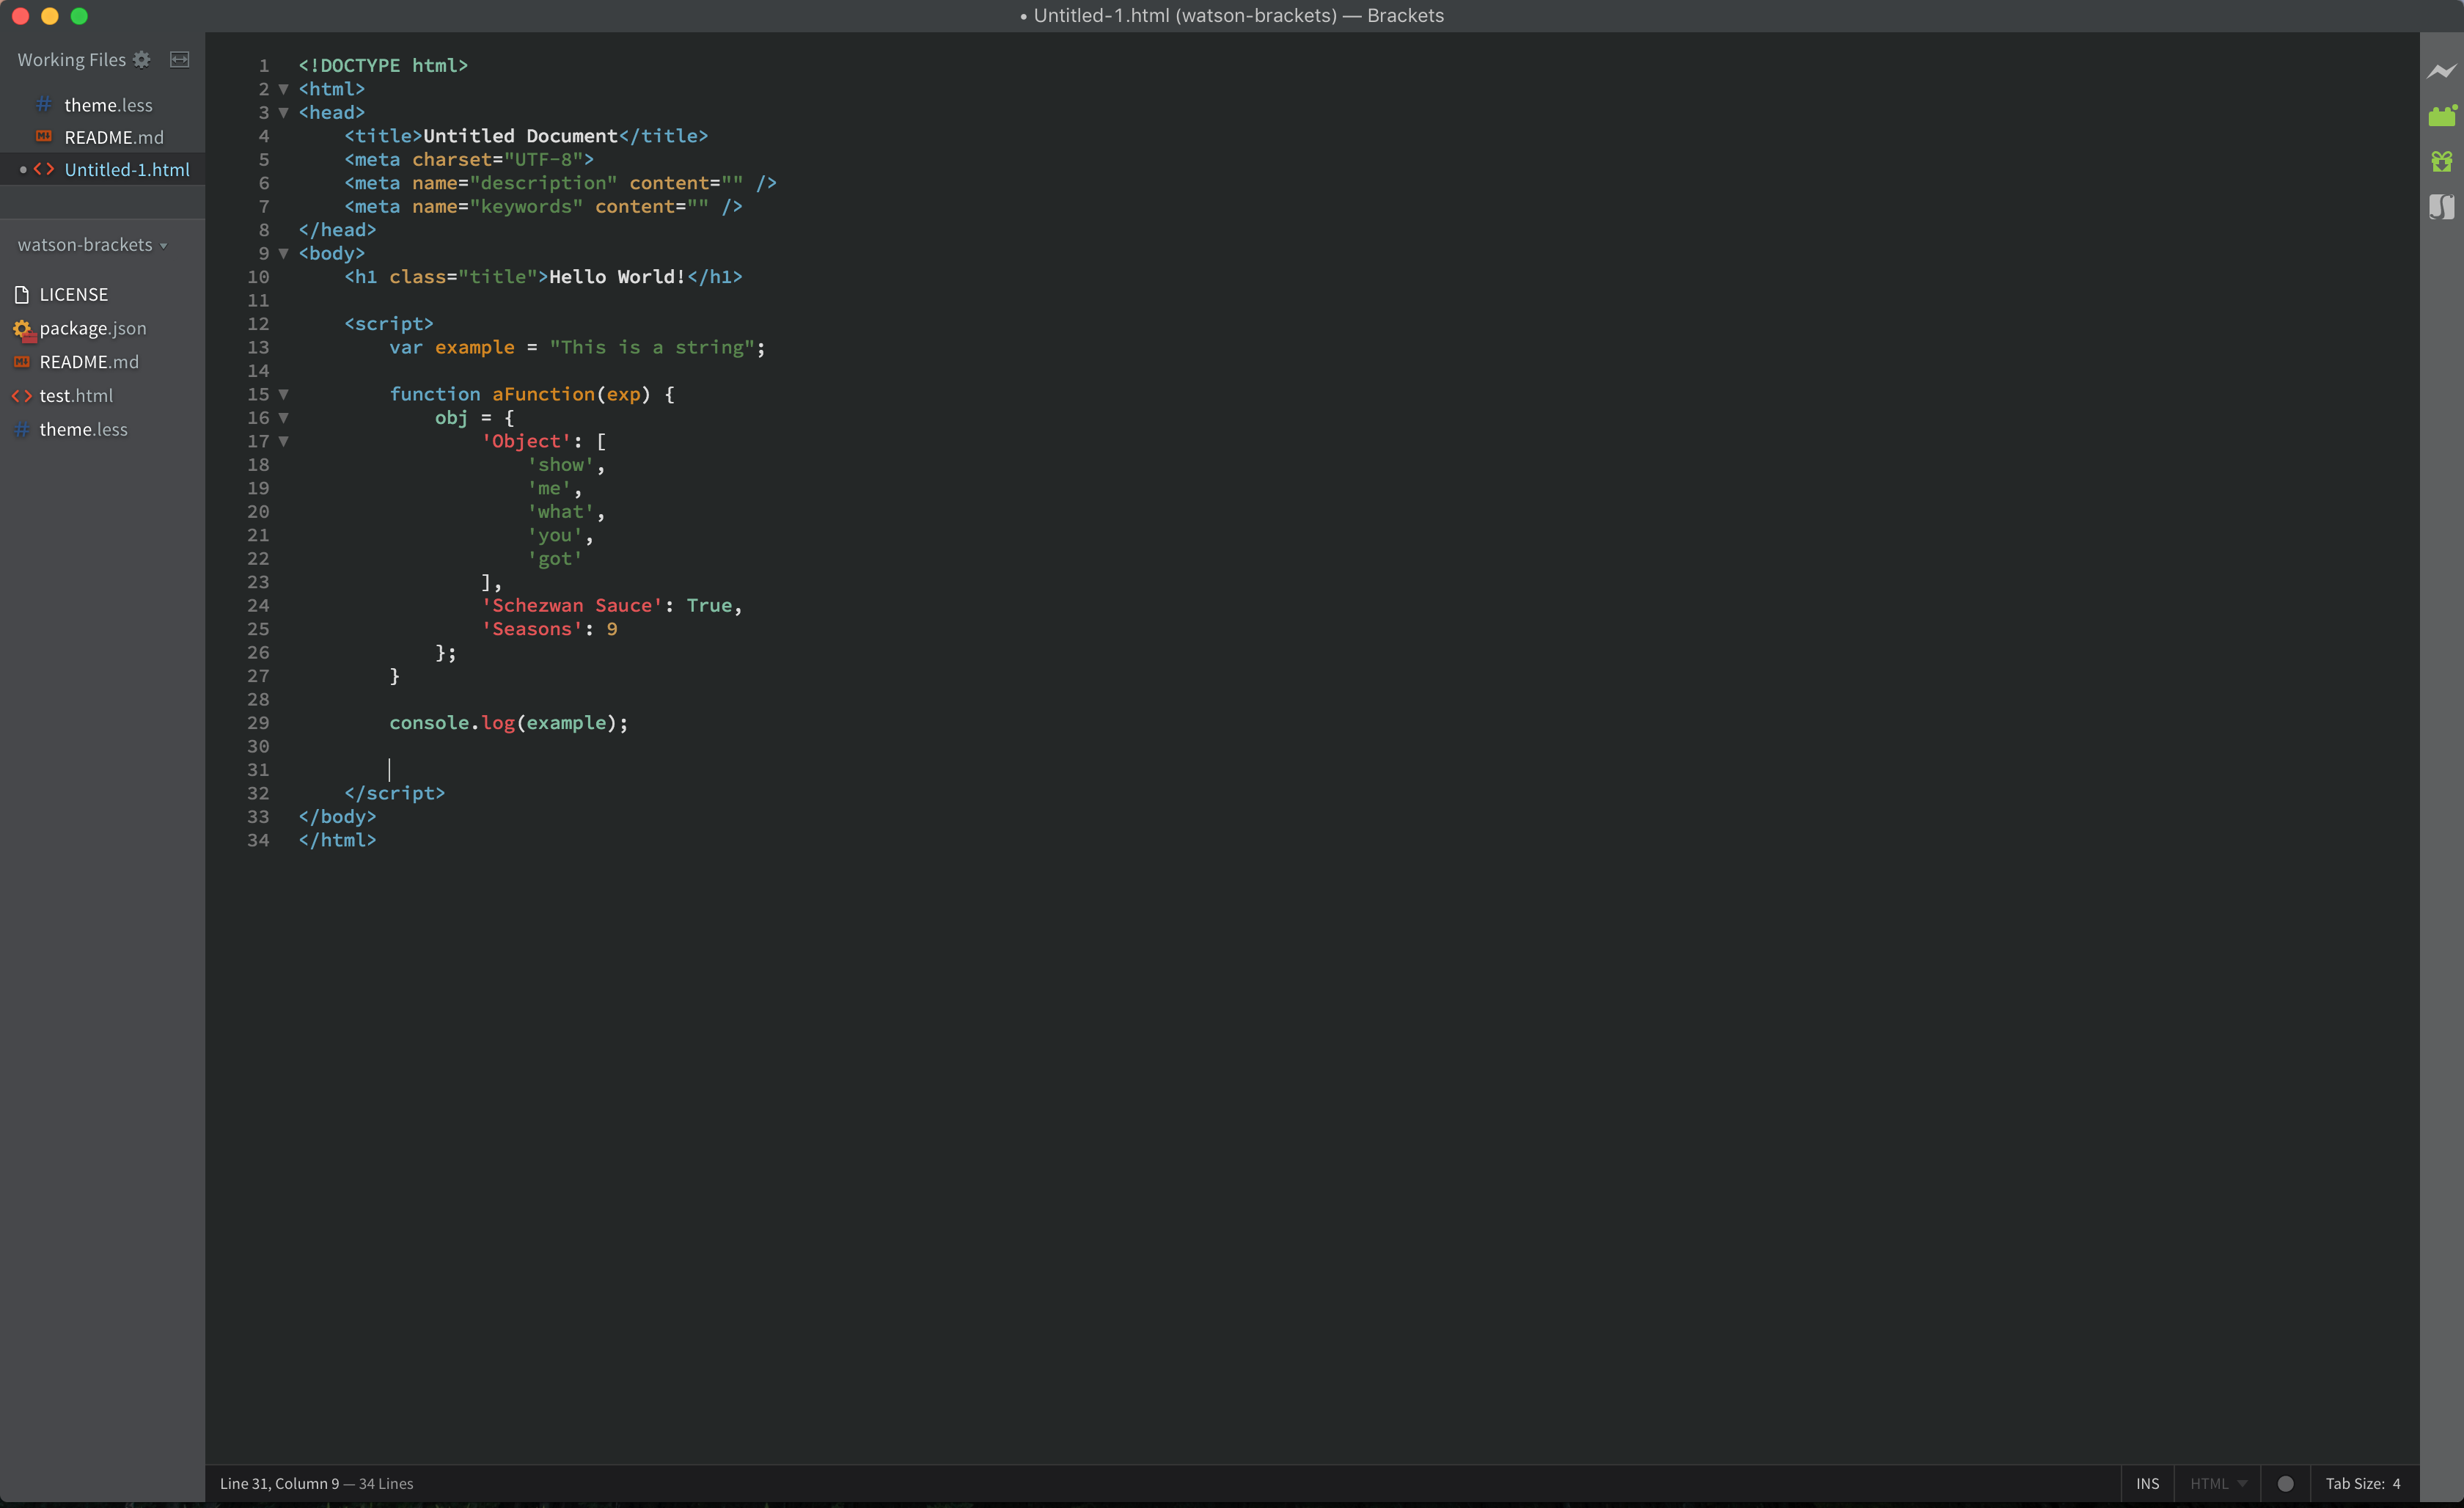 • Untitled-1.html (watson-brackets) — Brackets
Working Files
theme.less
README.md
• Untitled-1.html
watson-brackets
LICENSE
package.json
README.md
test.html
theme.less
1 <!DOCTYPE html>
2 <html>
3 <head>
4     <title>Untitled Document</title>
5     <meta charset="UTF-8">
6     <meta name="description" content="" />
7     <meta name="keywords" content="" />
8 </head>
9 <body>
10     <h1 class="title">Hello World!</h1>
11
12     <script>
13         var example = "This is a string";
14
15         function aFunction(exp) {
16             obj = {
17                 'Object': [
18                     'show',
19                     'me',
20                     'what',
21                     'you',
22                     'got'
23                 ],
24                 'Schezwan Sauce': True,
25                 'Seasons': 9
26             };
27         }
28
29         console.log(example);
30
31
32     </script>
33 </body>
34 </html>
Line 31, Column 9 — 34 Lines
INS HTML Tab Size: 4